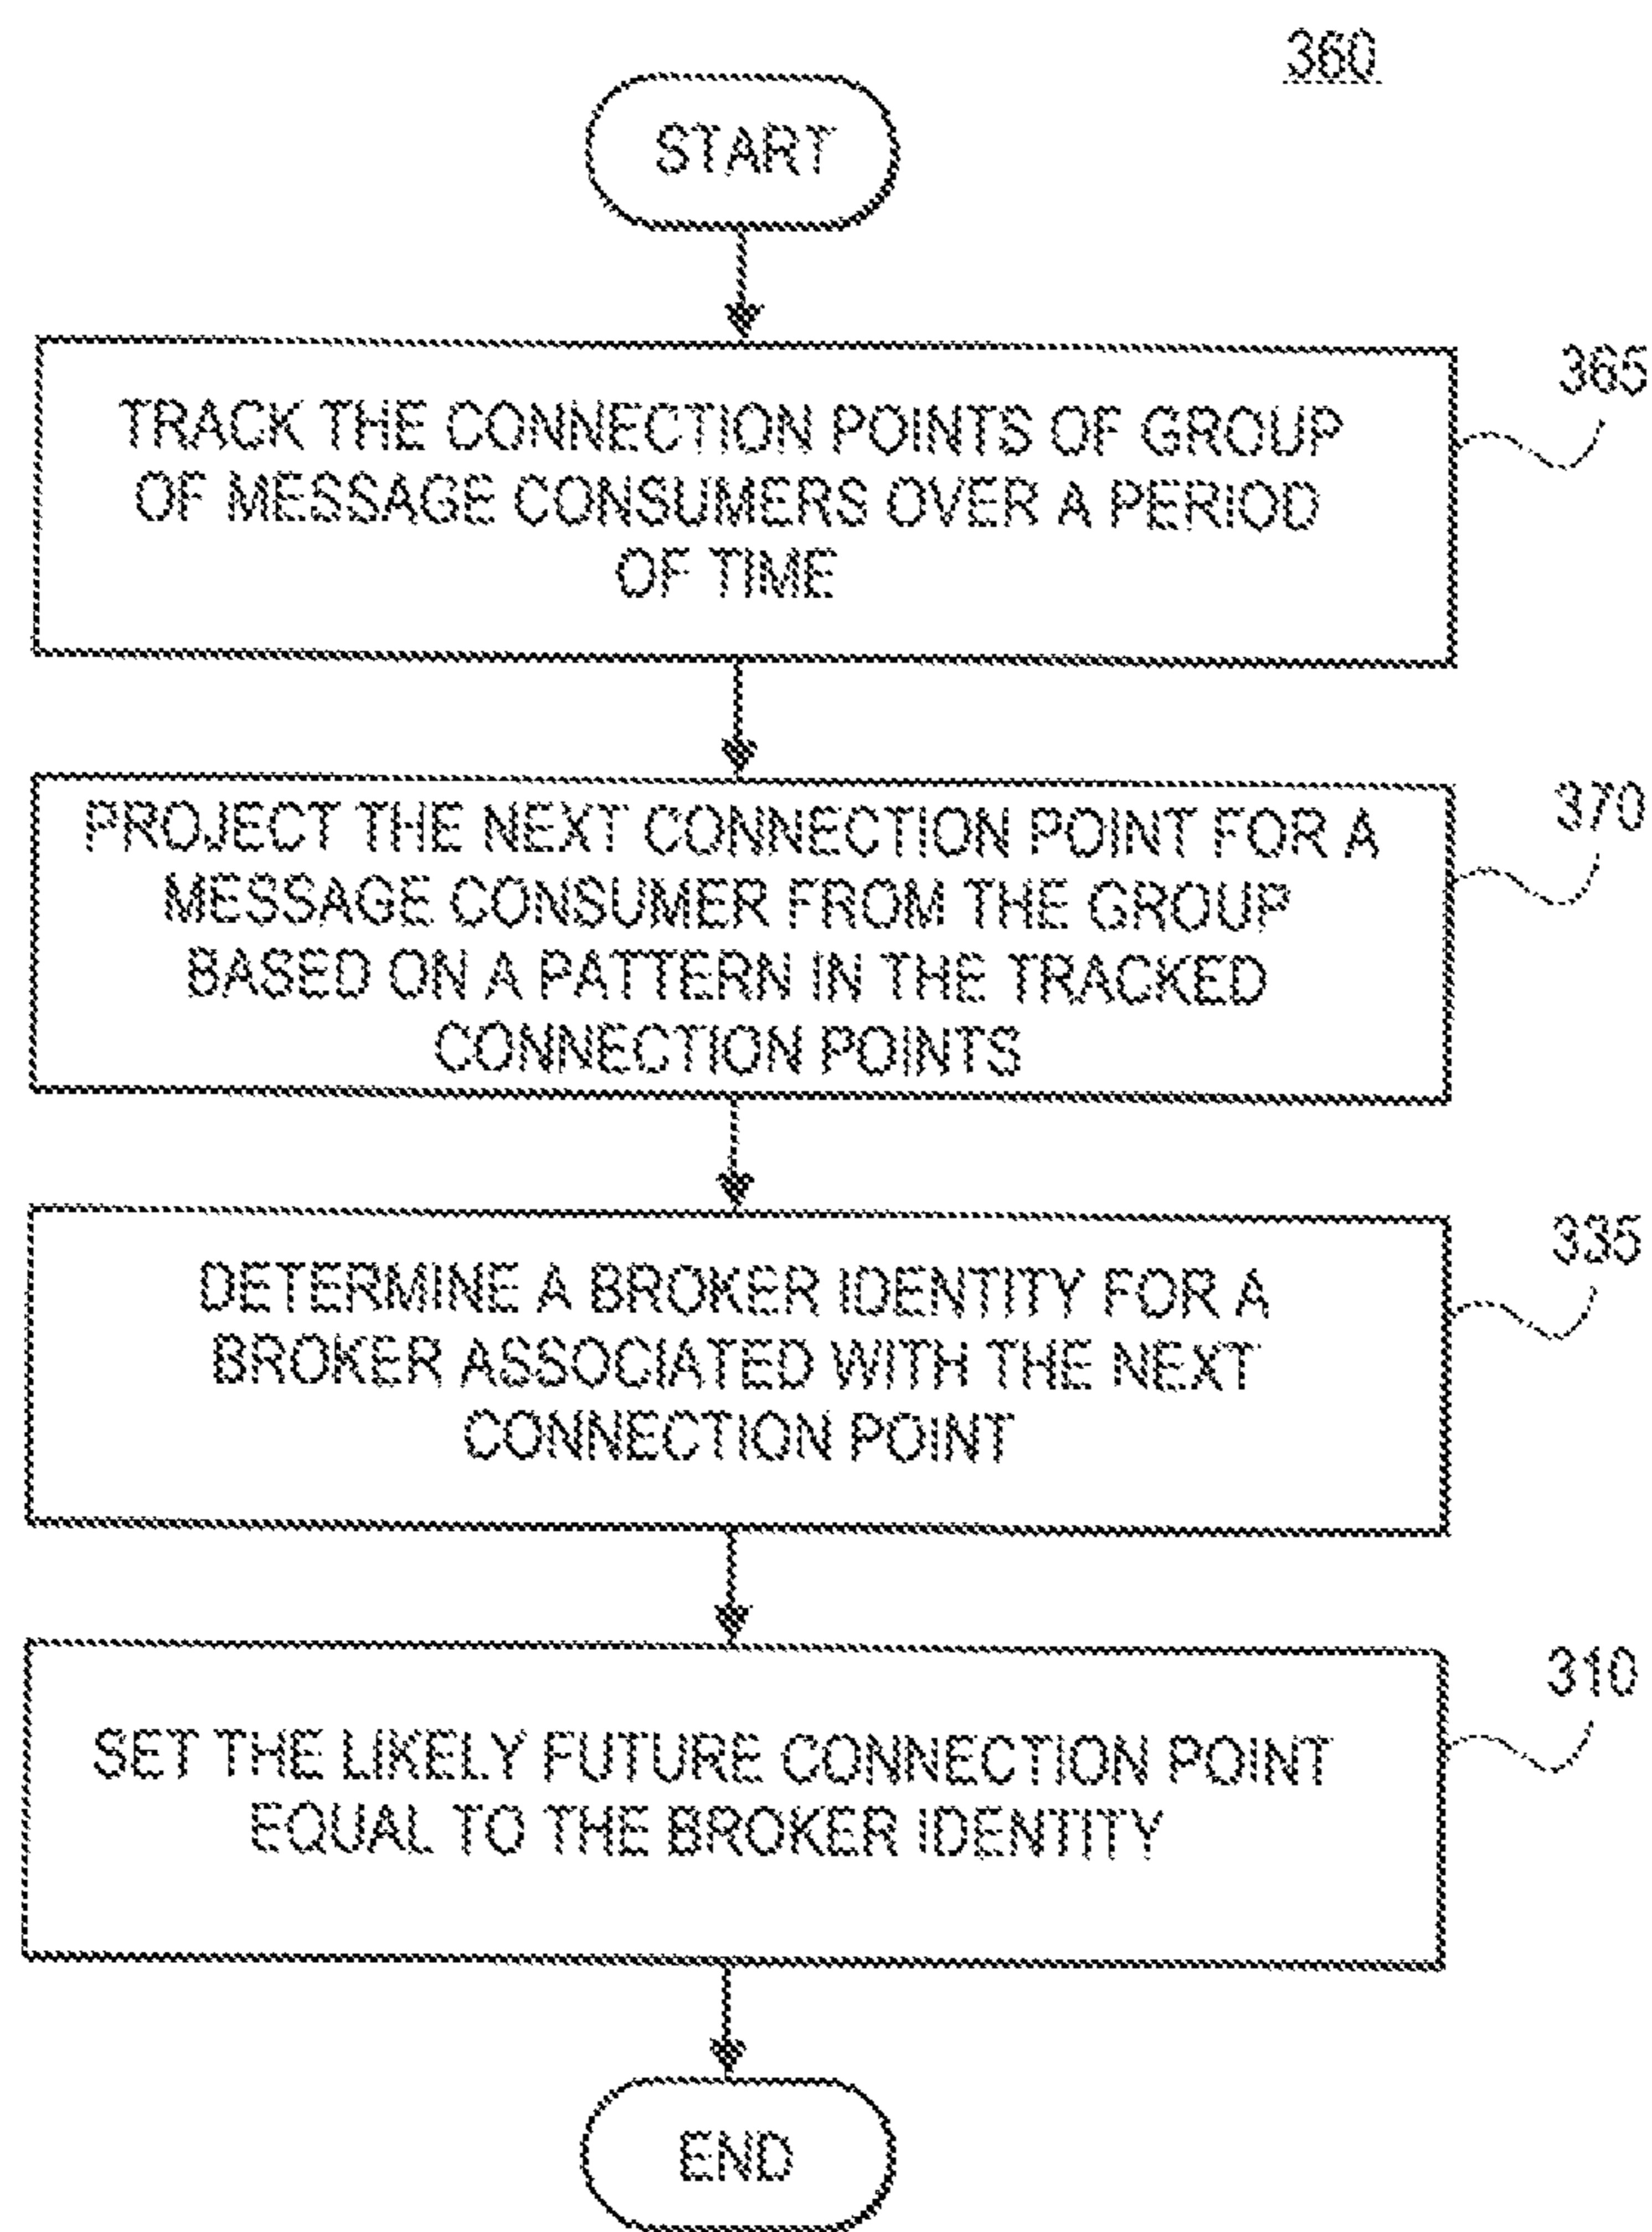 360
START
TRACK THE CONNECTION POINTS OF GROUP
OF MESSAGE CONSUMERS OVER A PERIOD
OF TIME
365
PROJECT THE NEXT CONNECTION POINT FOR A
MESSAGE CONSUMER FROM THE GROUP
BASED ON A PATTERN IN THE TRACKED
CONNECTION POINTS
370
DETERMINE A BROKER IDENTITY FOR A
BROKER ASSOCIATED WITH THE NEXT
CONNECTION POINT
335
SET THE LIKELY FUTURE CONNECTION POINT
EQUAL TO THE BROKER IDENTITY
310
END